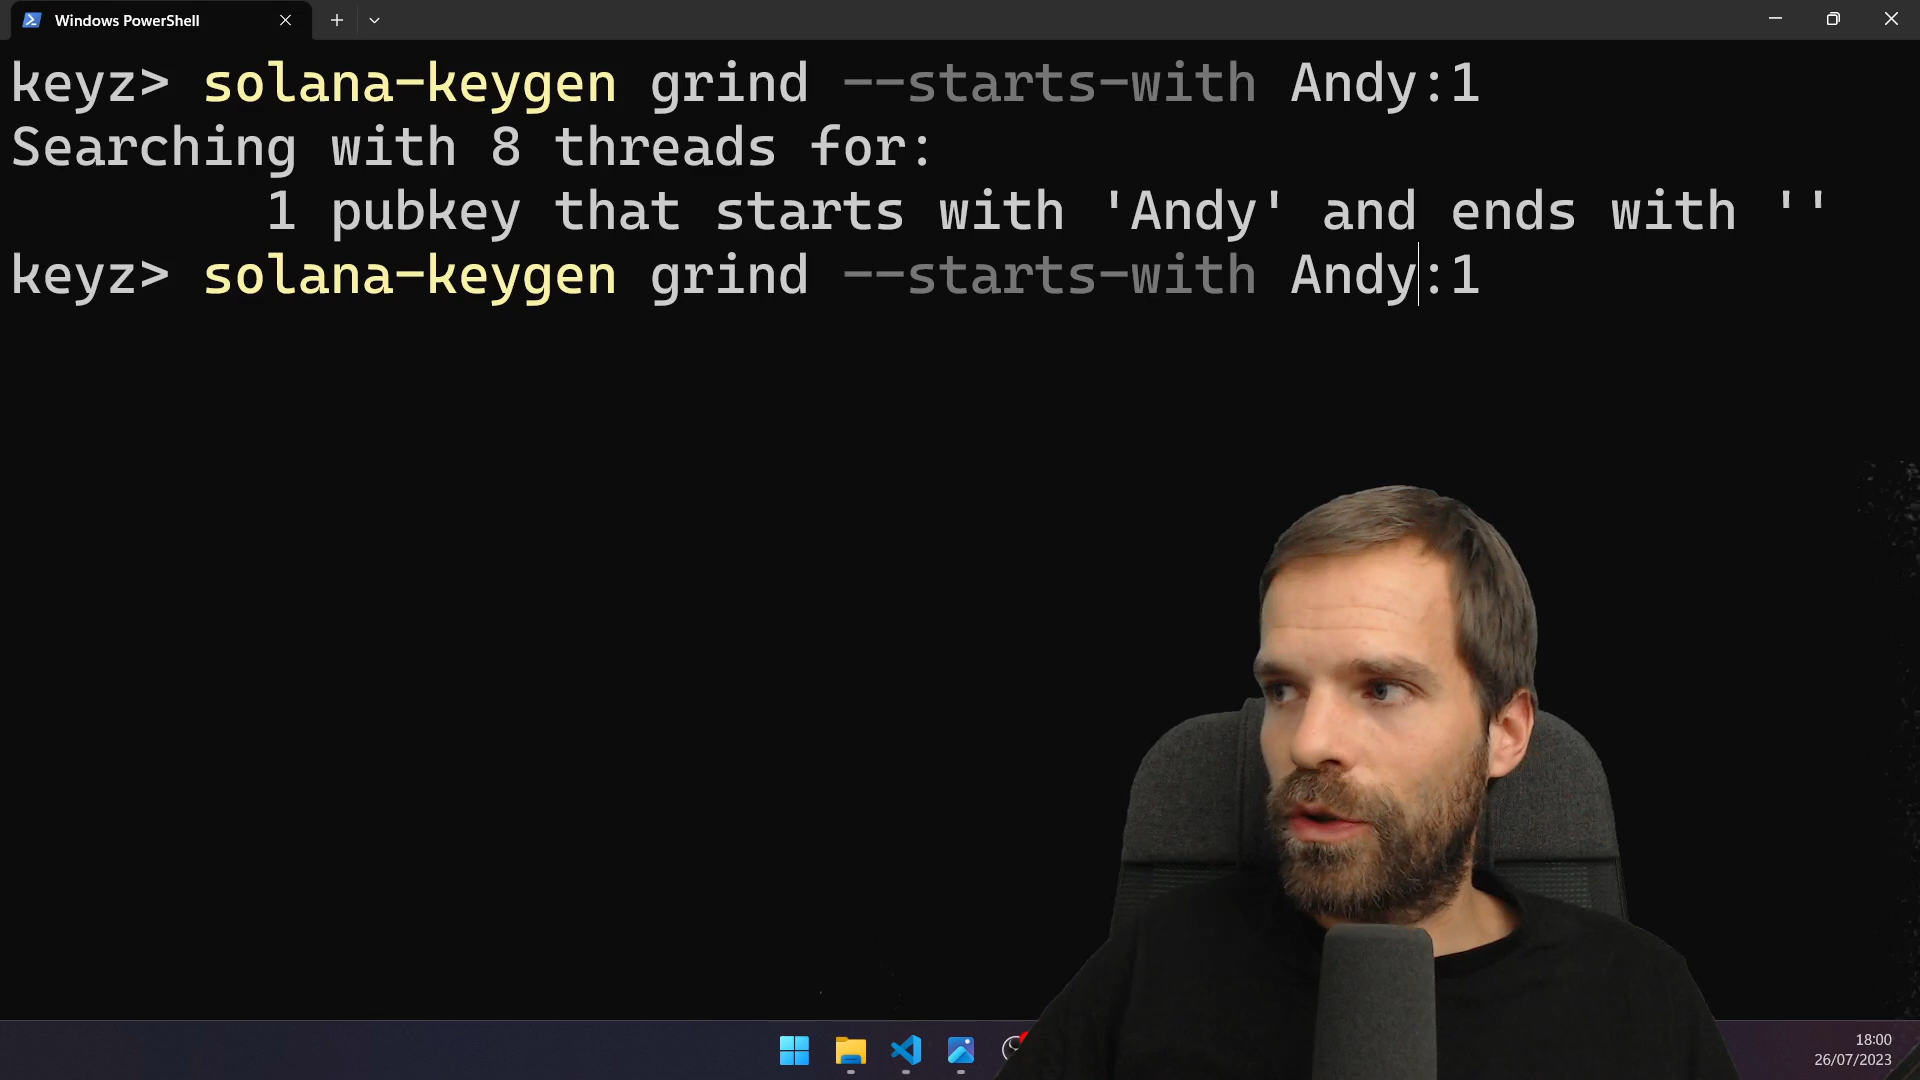 Windows PowerShell
keyz> solana-keygen grind --starts-with Andy:1
Searching with 8 threads for:
1 pubkey that starts with 'Andy' and ends with ''
keyz> solana-keygen grind --starts-with Andy:1
18:00
26/07/2023